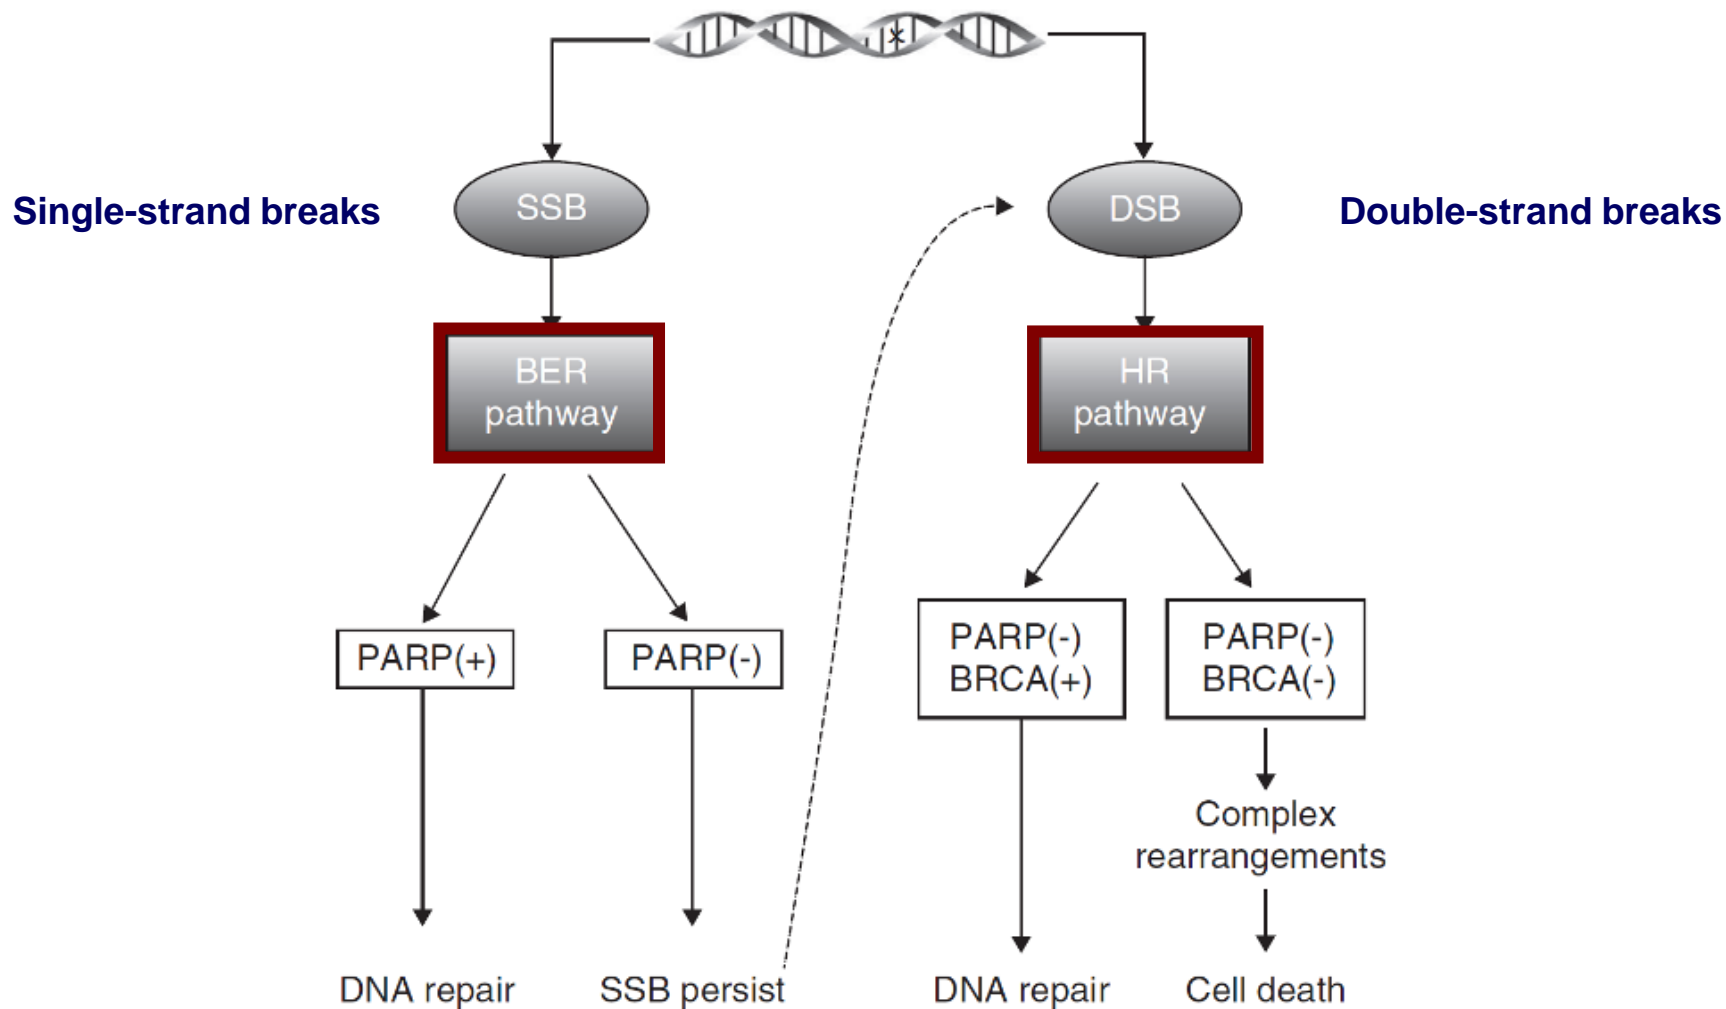 Single-strand breaks
SSB
DSB
Double-strand breaks
BER
pathway
HR
pathway
PARP(+)
PARP(-)
PARP(-)
BRCA(+)
PARP(-)
BRCA(-)
Complex
rearrangements
DNA repair
SSB persist
DNA repair
Cell death